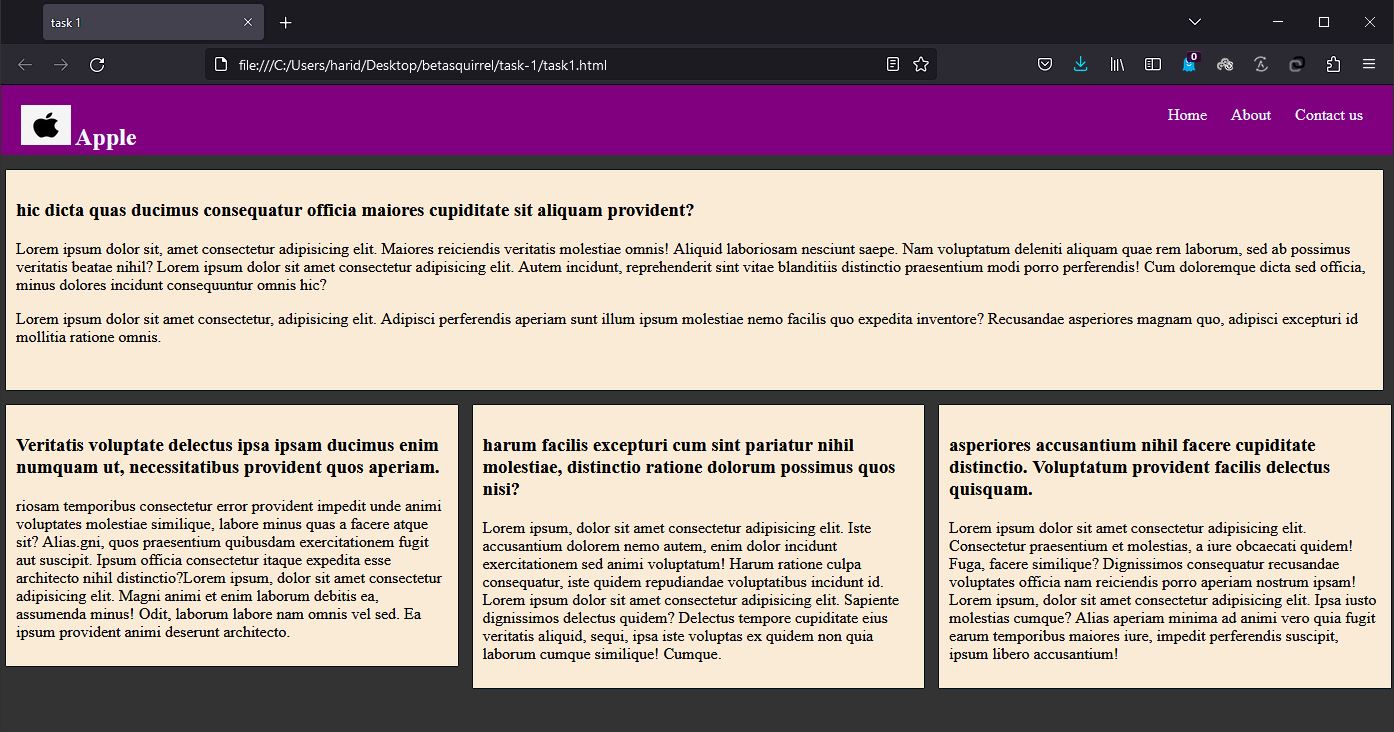 task 1
file:///C:/Users/harid/Desktop/betasquirrel/task-1/task1.html
0
Apple
Home About Contact us
hic dicta quas ducimus consequatur officia maiores cupiditate sit aliquam provident?
Lorem ipsum dolor sit, amet consectetur adipisicing elit. Maiores reiciendis veritatis molestiae omnis! Aliquid laboriosam nesciunt saepe. Nam voluptatum deleniti aliquam quae rem laborum, sed ab possimus
veritatis beatae nihil? Lorem ipsum dolor sit amet consectetur adipisicing elit. Autem incidunt, reprehenderit sint vitae blanditiis distinctio praesentium modi porro perferendis! Cum doloremque dicta sed officia,
minus dolores incidunt consequuntur omnis hic?
Lorem ipsum dolor sit amet consectetur, adipisicing elit. Adipisci perferendis aperiam sunt illum ipsum molestiae nemo facilis quo expedita inventore? Recusandae asperiores magnam quo, adipisci excepturi id
mollitia ratione omnis.
Veritatis voluptate delectus ipsa ipsam ducimus enim
numquam ut, necessitatibus provident quos aperiam.
riosam temporibus consectetur error provident impedit unde animi
voluptates molestiae similique, labore minus quas a facere atque
sit? Alias.gni, quos praesentium quibusdam exercitationem fugit
aut suscipit. Ipsum officia consectetur itaque expedita esse
architecto nihil distinctio?Lorem ipsum, dolor sit amet consectetur
adipisicing elit. Magni animi et enim laborum debitis ea,
assumenda minus! Odit, laborum labore nam omnis vel sed. Ea
ipsum provident animi deserunt architecto.
harum facilis excepturi cum sint pariatur nihil
molestiae, distinctio ratione dolorum possimus quos
nisi?
Lorem ipsum, dolor sit amet consectetur adipisicing elit. Iste
accusantium dolorem nemo autem, enim dolor incidunt
exercitationem sed animi voluptatum! Harum ratione culpa
consequatur, iste quidem repudiandae voluptatibus incidunt id.
Lorem ipsum dolor sit amet consectetur adipisicing elit. Sapiente
dignissimos delectus quidem? Delectus tempore cupiditate eius
veritatis aliquid, sequi, ipsa iste voluptas ex quidem non quia
laborum cumque similique! Cumque.
asperiores accusantium nihil facere cupiditate
distinctio. Voluptatum provident facilis delectus
quisquam.
Lorem ipsum dolor sit amet consectetur adipisicing elit.
Consectetur praesentium et molestias, a iure obcaecati quidem!
Fuga, facere similique? Dignissimos consequatur recusandae
voluptates officia nam reiciendis porro aperiam nostrum ipsam!
Lorem ipsum, dolor sit amet consectetur adipisicing elit. Ipsa iusto
molestias cumque? Alias aperiam minima ad animi vero quia fugit
earum temporibus maiores iure, impedit perferendis suscipit,
ipsum libero accusantium!